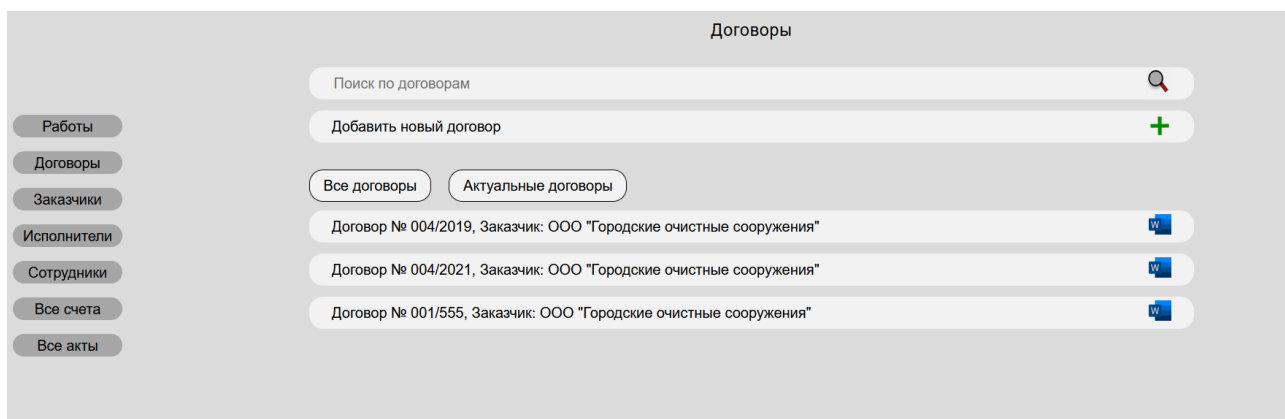 Договоры
Поиск по договорам
Добавить новый договор
Работы
Договоры
Заказчики
Исполнители
Сотрудники
Все счета
Все акты
Все договоры
Актуальные договоры
Договор № 004/2019, Заказчик: ООО "Городские очистные сооружения"
W
Договор № 004/2021, Заказчик: ООО "Городские очистные сооружения"
W
Договор № 001/555, Заказчик: ООО "Городские очистные сооружения"
W